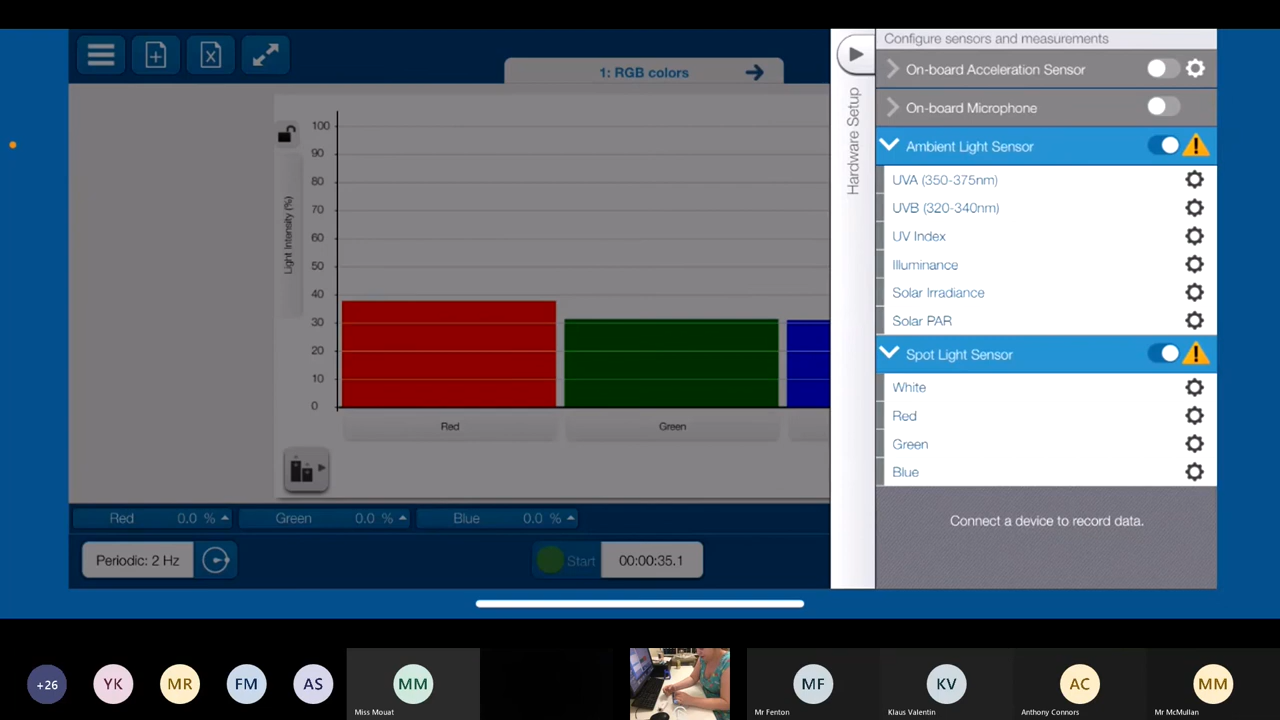 Configure sensors and measurements
1: RGB colors
On-board Acceleration Sensor
On-board Microphone
Hardware Setup
Ambient Light Sensor
UVA (350-375nm)
UVB (320-340nm)
UV Index
Illuminance
Solar Irradiance
Solar PAR
Spot Light Sensor
White
Red
Green
Blue
Connect a device to record data.
Light Intensity (%)
100
90
80
70
60
50
40
30
20
10
0
Red
Green
Red 0.0 %
Green 0.0 %
Blue 0.0 %
Periodic: 2 Hz
Start
00:00:35.1
+26
YK
MR
FM
AS
MM
Miss Mouat
MF
Mr Fenton
KV
Klaus Valentin
AC
Anthony Connors
MM
Mr McMullan